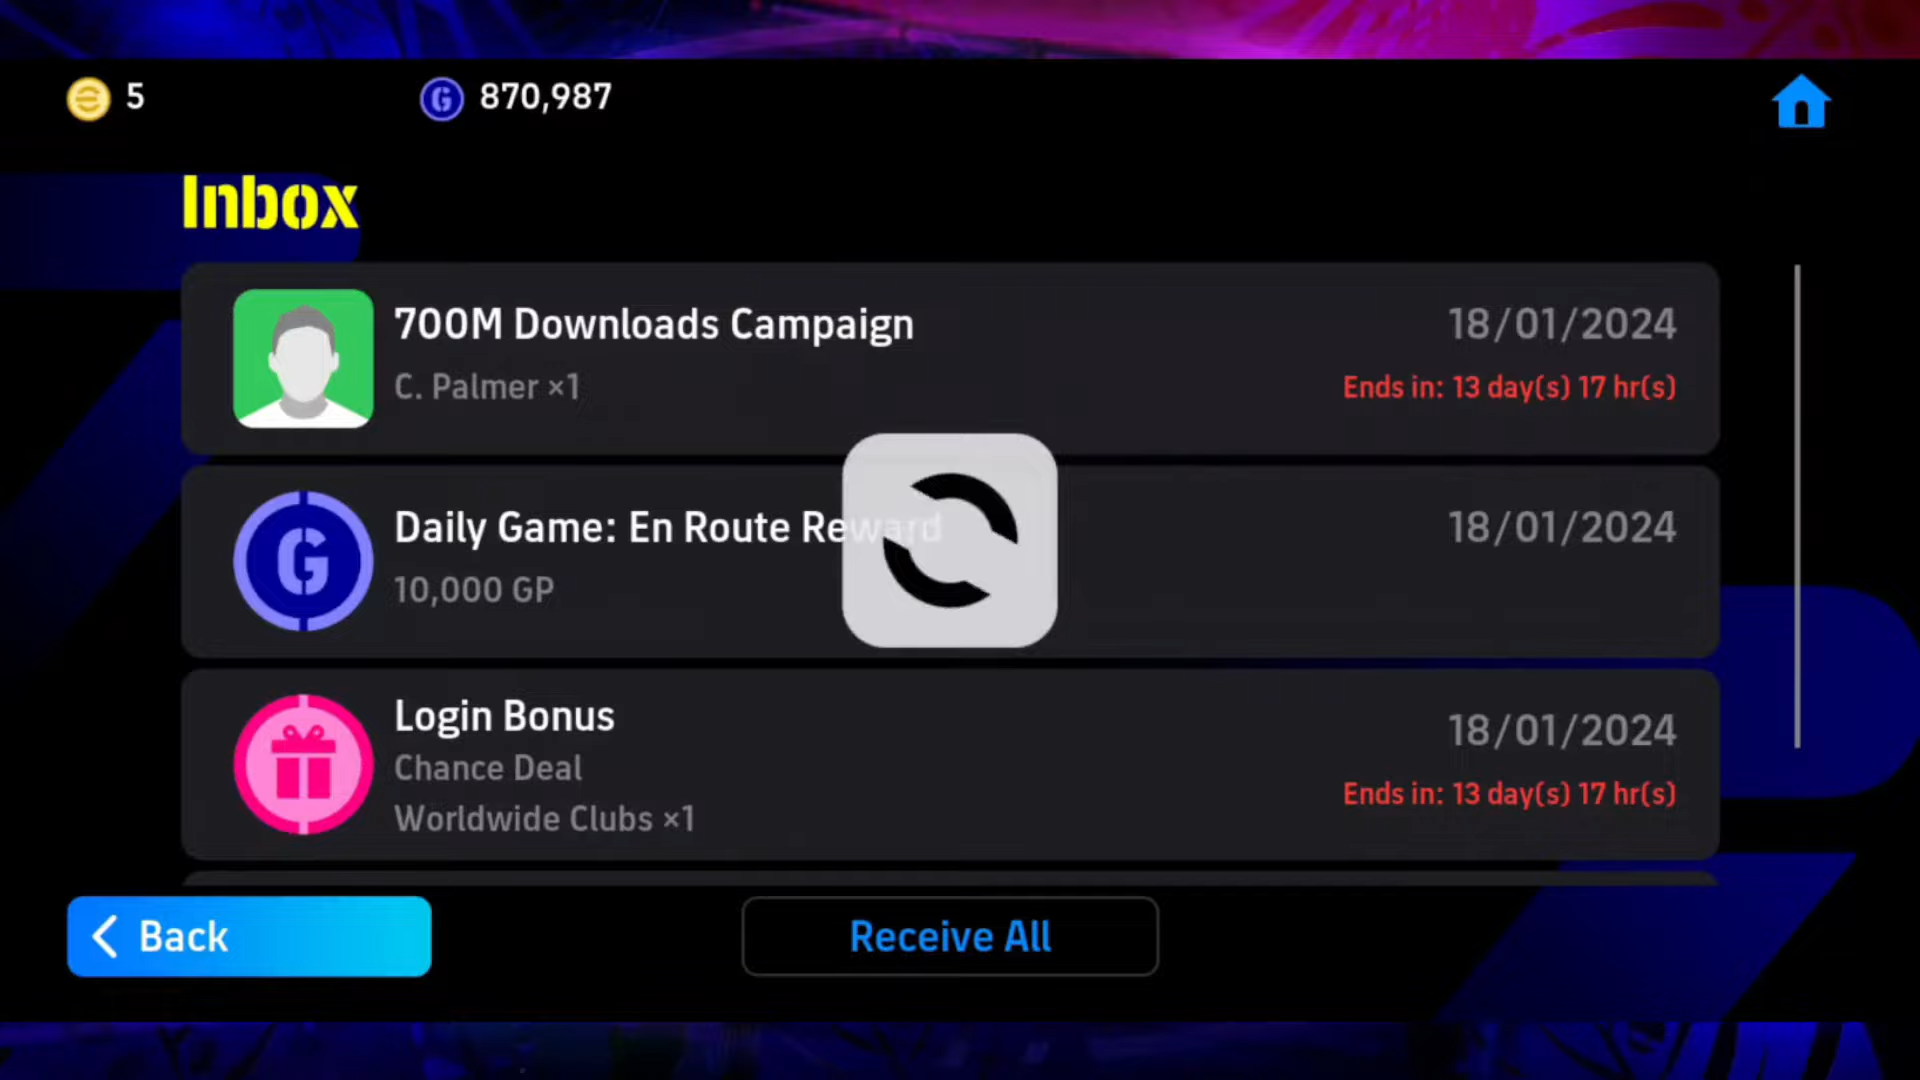 5
870,987
Inbox
700M Downloads Campaign
18/01/2024
C. Palmer ×1
Ends in: 13 day(s) 17 hr(s)
Daily Game: En Route Reward
18/01/2024
10,000 GP
Login Bonus
18/01/2024
Chance Deal
Ends in: 13 day(s) 17 hr(s)
Worldwide Clubs ×1
Back
Receive All